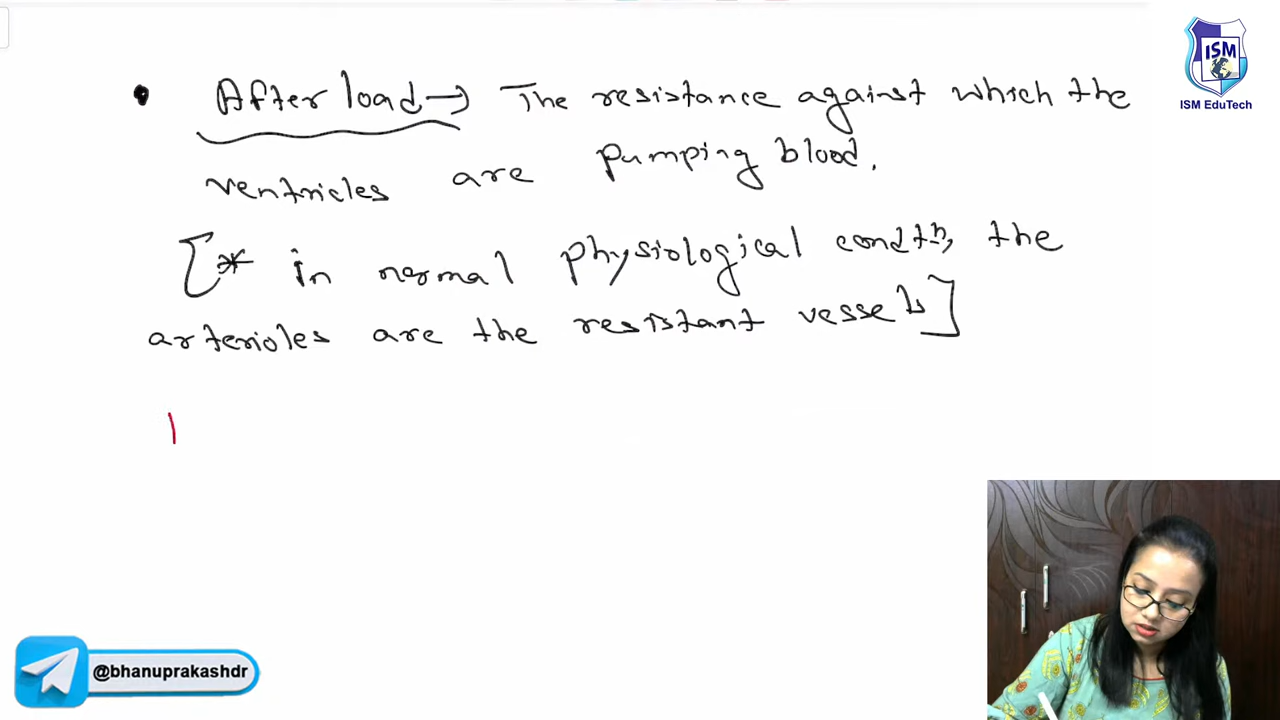 ISM
ISM EduTech
• After load → The resistance against which the
ventricles are pumping blood.
[* in normal physiological condtn, the
arterioles are the resistant vessels]
@bhanuprakashdr